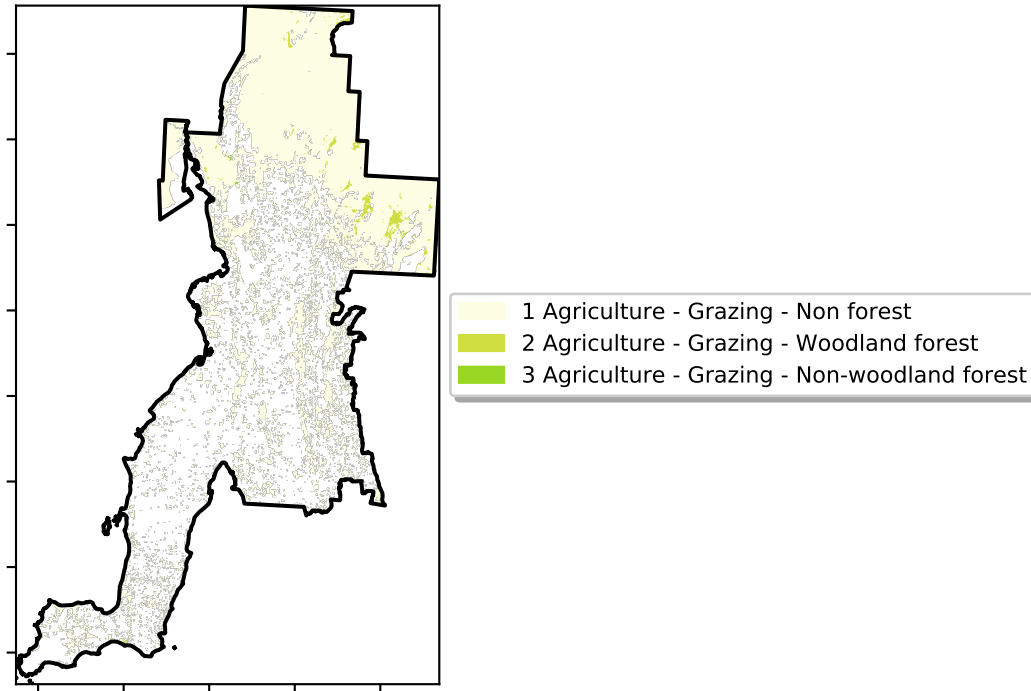 1 Agriculture - Grazing - Non forest
2 Agriculture - Grazing - Woodland forest
3 Agriculture - Grazing - Non-woodland forest